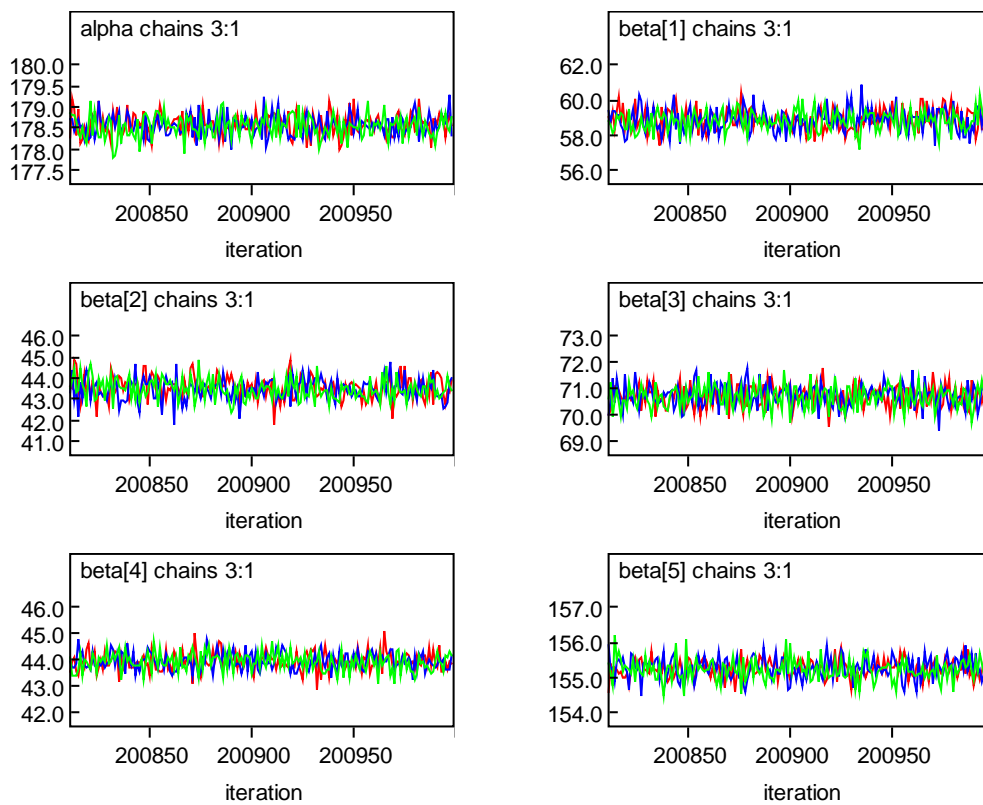 alpha chains 3:1
180.0
179.5
179.0
178.5
178.0
177.5
200850 200900 200950
iteration
beta[1] chains 3:1
62.0
60.0
58.0
56.0
200850 200900 200950
iteration
beta[2] chains 3:1
46.0
45.0
44.0
43.0
42.0
41.0
200850 200900 200950
iteration
beta[3] chains 3:1
73.0
72.0
71.0
70.0
69.0
200850 200900 200950
iteration
beta[4] chains 3:1
46.0
45.0
44.0
43.0
42.0
200850 200900 200950
iteration
beta[5] chains 3:1
157.0
156.0
155.0
154.0
200850 200900 200950
iteration